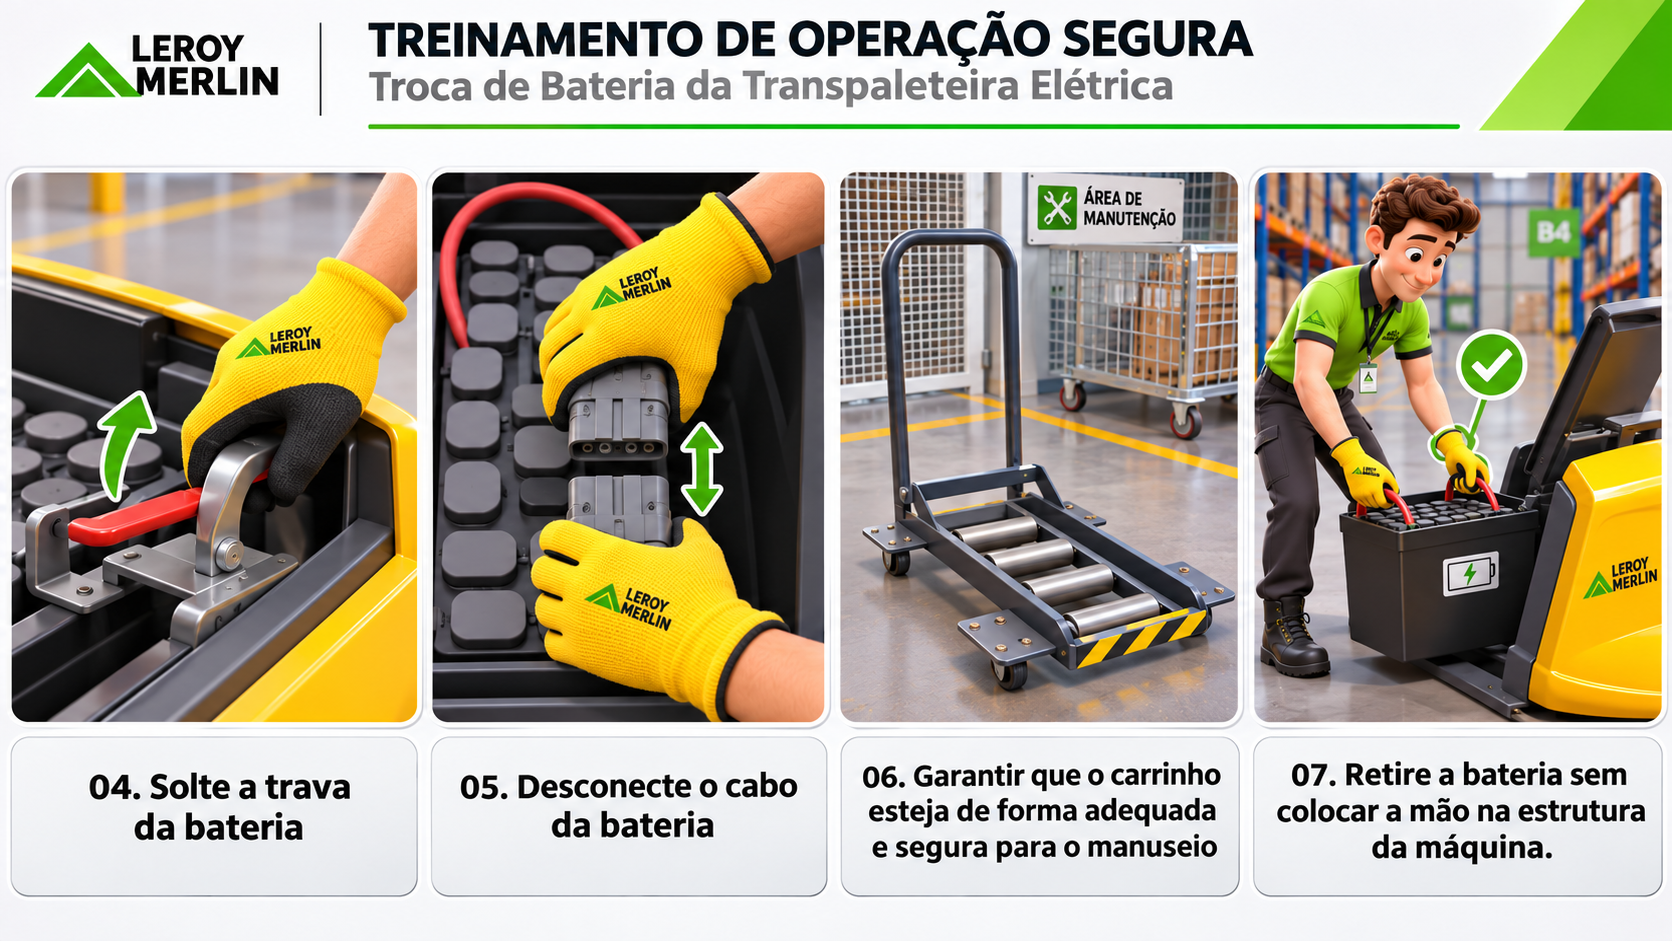 LEROY
MERLIN
TREINAMENTO DE OPERAÇÃO SEGURA
Troca de Bateria da Transpaleteira Elétrica
LEROY
MERLIN
LEROY
MERLIN
LEROY
MERLIN
ÁREA DE
MANUTENÇÃO
B4
LEROY
MERLIN
LEROY
MERLIN
04. Solte a trava
da bateria
05. Desconecte o cabo
da bateria
06. Garantir que o carrinho
esteja de forma adequada
e segura para o manuseio
07. Retire a bateria sem
colocar a mão na estrutura
da máquina.